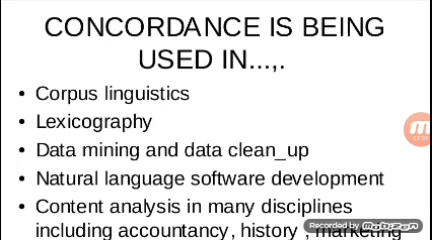 CONCORDANCE IS BEING
USED IN...,.
• Corpus linguistics
• Lexicography
• Data mining and data clean_up
• Natural language software development
• Content analysis in many disciplines
including accountancy, history , marketing
Recorded by